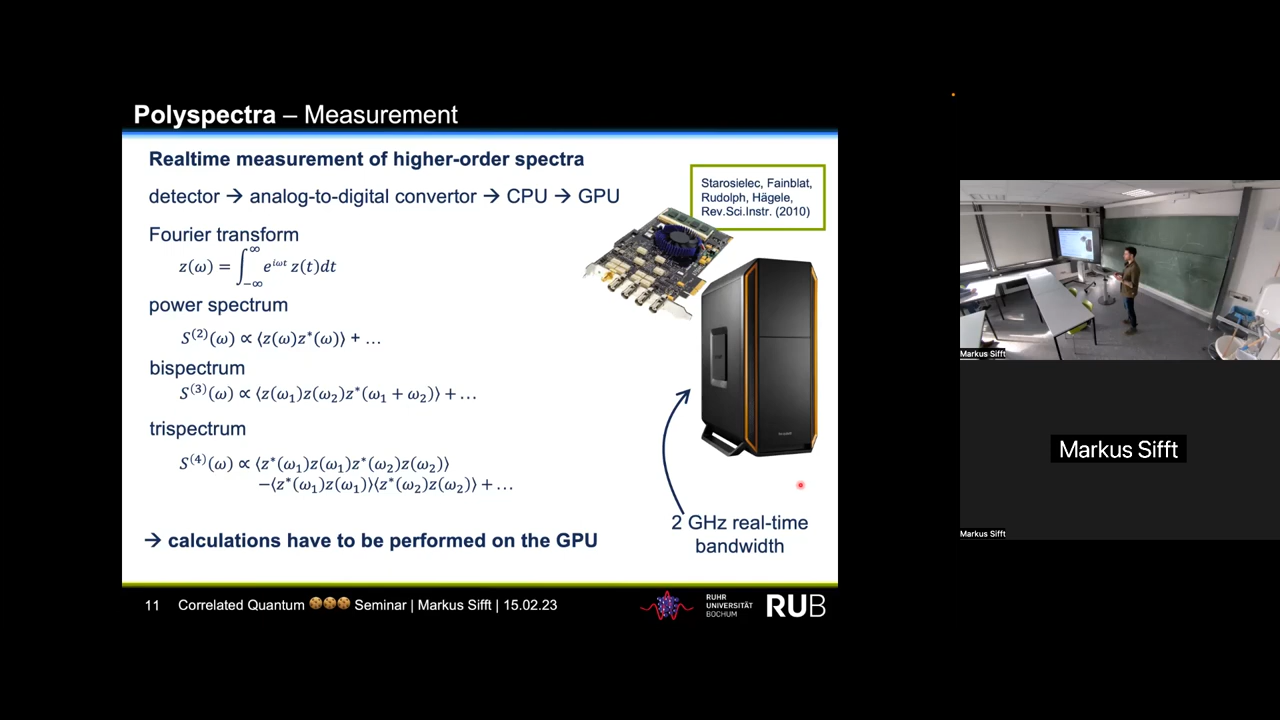 Polyspectra – Measurement
Realtime measurement of higher-order spectra
detector → analog-to-digital convertor → CPU → GPU
Starosielec, Fainblat,
Rudolph, Hägele,
Rev.Sci.Instr. (2010)
Fourier transform
z(ω) = ∫_{−∞}^{∞} e^{iωt} z(t)dt
power spectrum
S^{(2)}(ω) ∝ ⟨z(ω)z*(ω)⟩ + …
bispectrum
S^{(3)}(ω) ∝ ⟨z(ω₁)z(ω₂)z*(ω₁ + ω₂)⟩ + …
trispectrum
S^{(4)}(ω) ∝ ⟨z*(ω₁)z(ω₁)z*(ω₂)z(ω₂)⟩
−⟨z*(ω₁)z(ω₁)⟩⟨z*(ω₂)z(ω₂)⟩ + …
2 GHz real-time
bandwidth
→ calculations have to be performed on the GPU
11 Correlated Quantum 🍪🍪🍪 Seminar | Markus Sifft | 15.02.23
RUHR
UNIVERSITÄT
BOCHUM
RUB
Markus Sifft
Markus Sifft
Markus Sifft